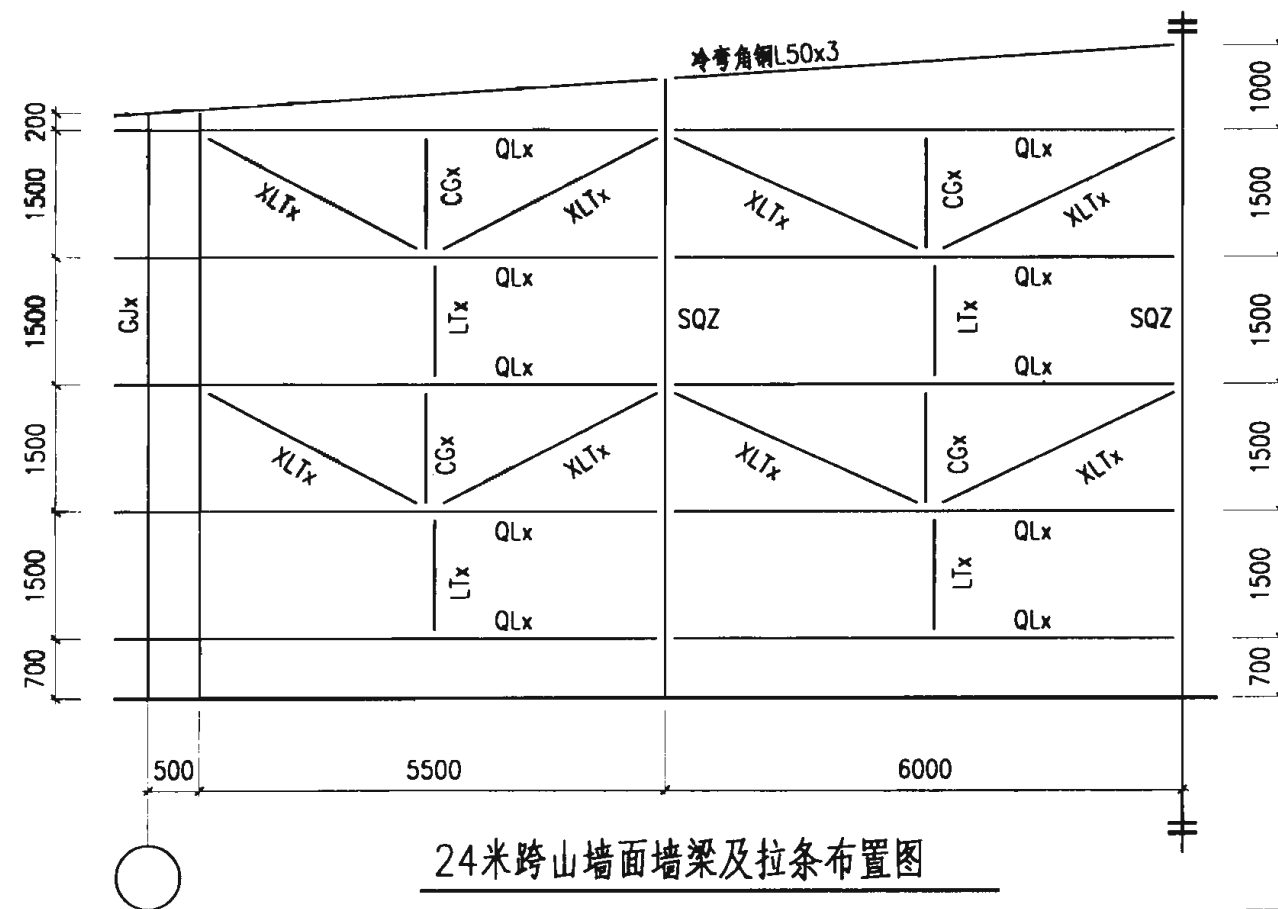 冷弯角钢L50x3
1000
200
QLx
QLx
1500
XLTx
CGx
XLTx
XLTx
CGx
XLTx
1500
QLx
QLx
1500
GJx
LTx
SQZ
LTx
SQZ
1500
QLx
QLx
1500
XLTx
CGx
XLTx
XLTx
CGx
XLTx
1500
QLx
QLx
1500
LTx
LTx
1500
QLx
QLx
700
700
500
5500
6000
24米跨山墙面墙梁及拉条布置图